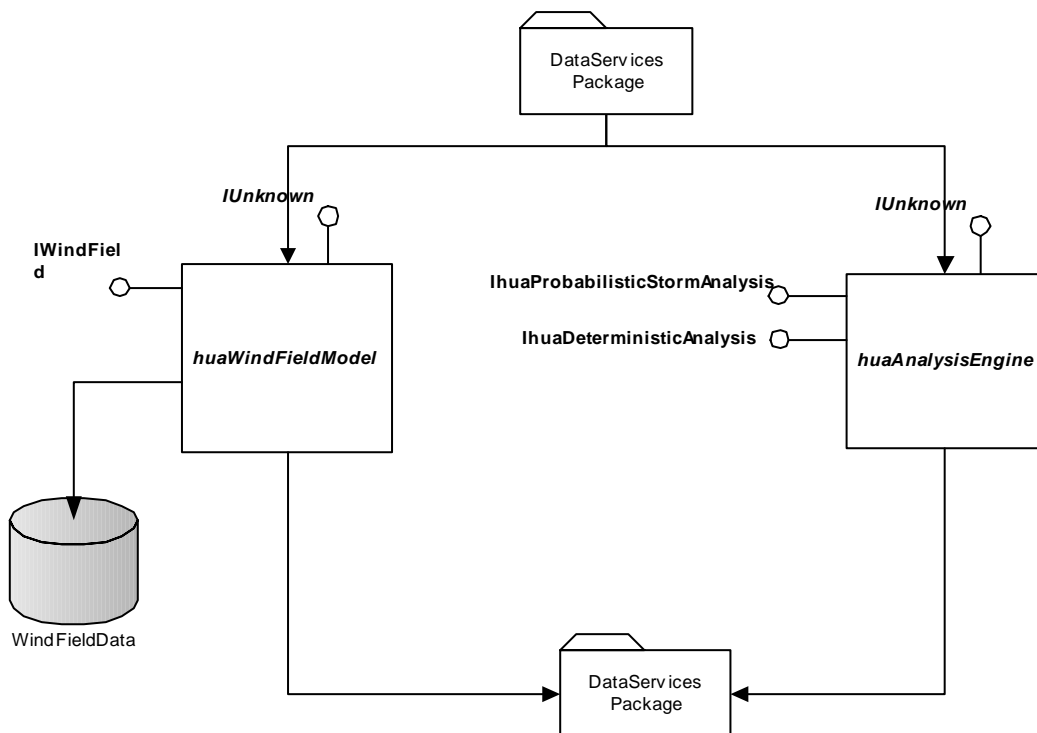 DataServices
Package
IUnknown
IUnknown
IWindFiel
d
IhuaProbabilisticStormAnalysis
IhuaDeterministicAnalysis
huaWindFieldModel
huaAnalysisEngine
WindFieldData
DataServices
Package